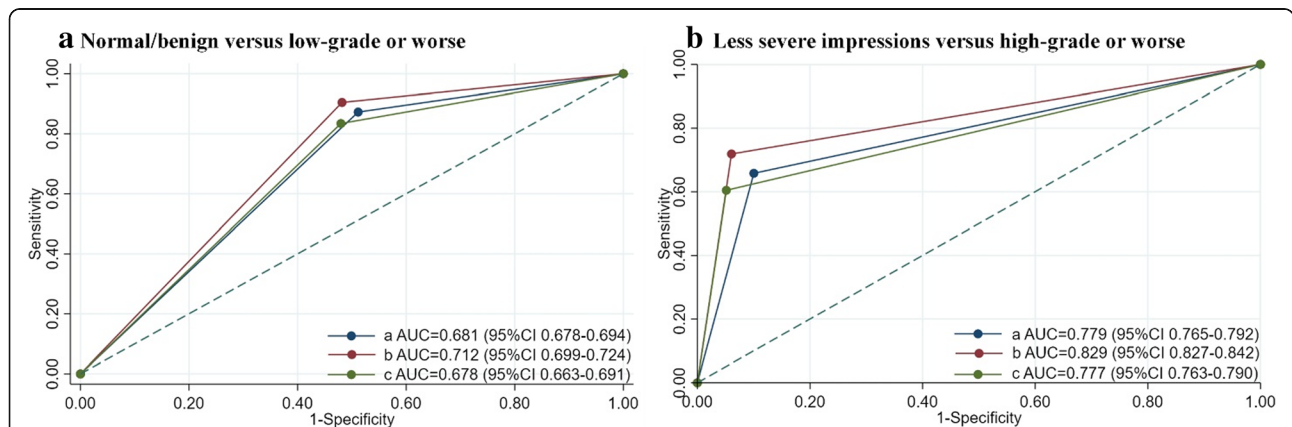 a Normal/benign versus low-grade or worse
1.00
0.80
0.60
0.40
0.20
0.00
Sensitivity
a AUC=0.681 (95%CI 0.678-0.694)
b AUC=0.712 (95%CI 0.699-0.724)
c AUC=0.678 (95%CI 0.663-0.691)
0.00 0.20 0.40 0.60 0.80 1.00
1-Specificity
b Less severe impressions versus high-grade or worse
1.00
0.80
0.60
0.40
0.20
0.00
Sensitivity
a AUC=0.779 (95%CI 0.765-0.792)
b AUC=0.829 (95%CI 0.827-0.842)
c AUC=0.777 (95%CI 0.763-0.790)
0.00 0.20 0.40 0.60 0.80 1.00
1-Specificity